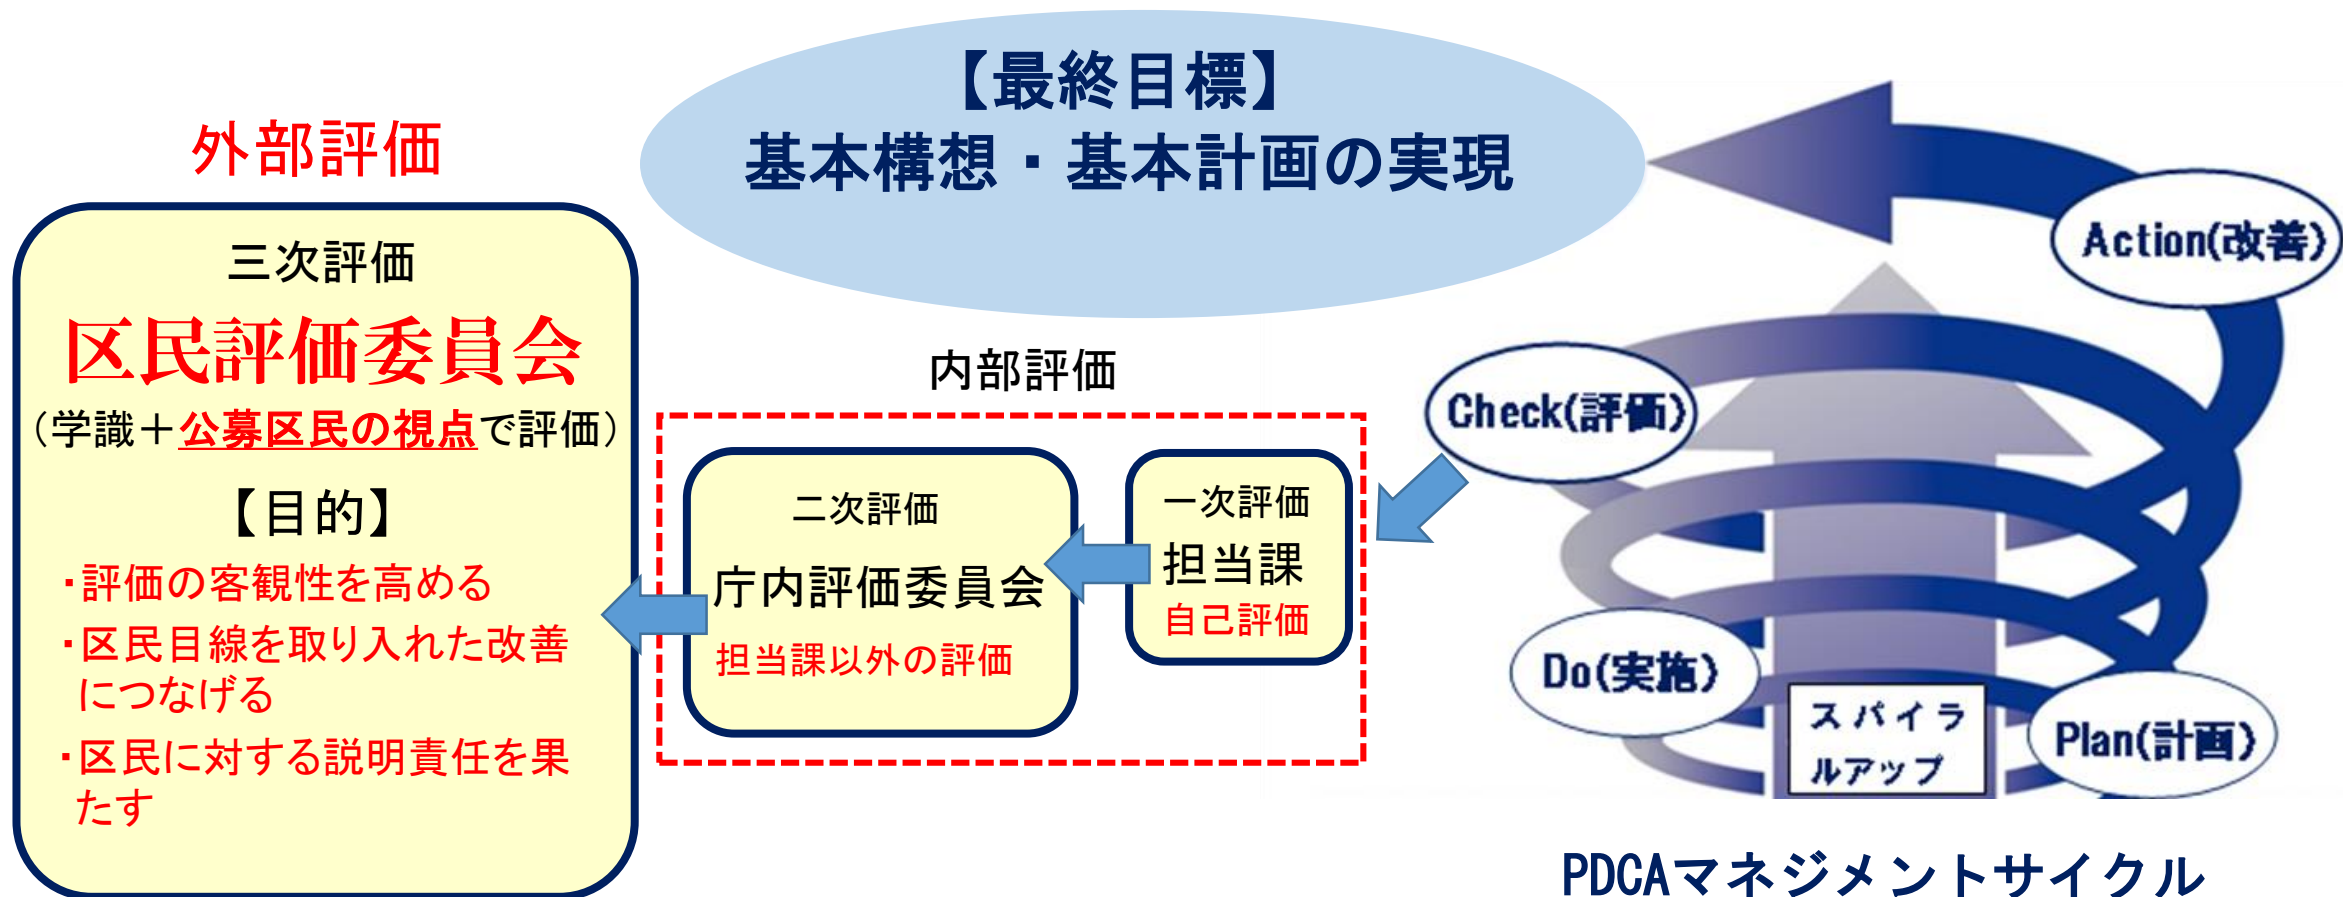 【最終目標】
基本構想・基本計画の実現
外部評価
三次評価
区民評価委員会
（学識＋公募区民の視点で評価）
【目的】
・評価の客観性を高める
・区民目線を取り入れた改善
につなげる
・区民に対する説明責任を果
たす
内部評価
二次評価
庁内評価委員会
担当課以外の評価
一次評価
担当課
自己評価
Action(改善)
Check(評価)
Do(実施)
Plan(計画)
スパイラ
ルアップ
PDCAマネジメントサイクル